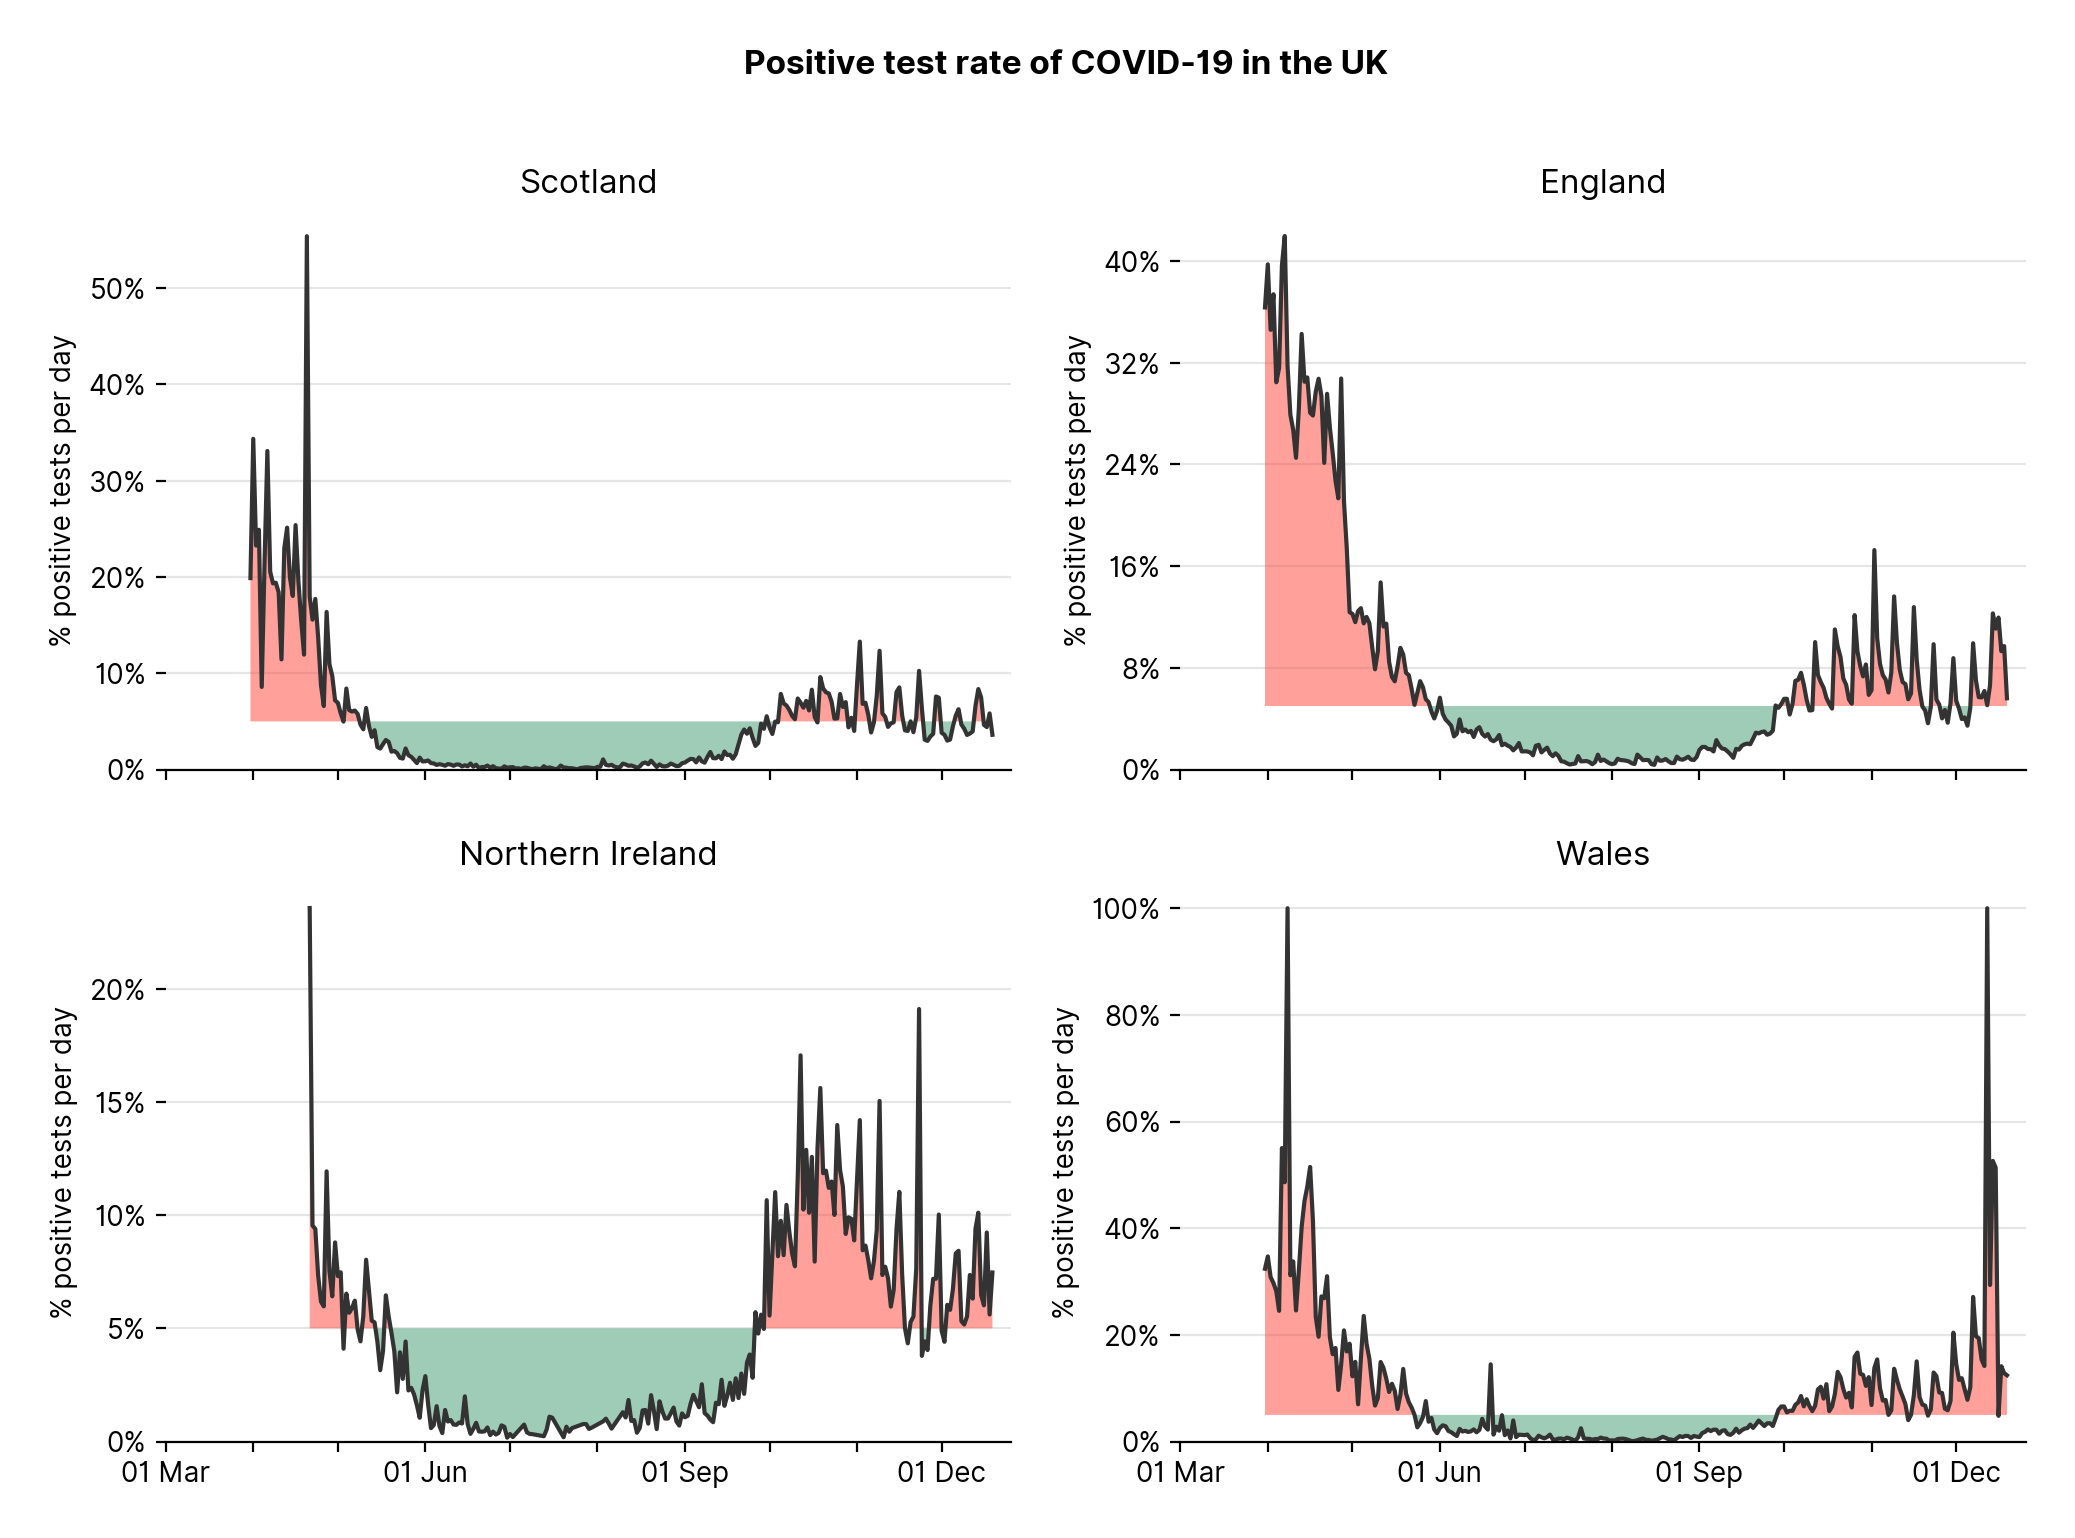 Positive test rate of COVID-19 in the UK
Scotland
% positive tests per day
50%
40%
30%
20%
10%
0%
England
% positive tests per day
40%
32%
24%
16%
8%
0%
Northern Ireland
% positive tests per day
20%
15%
10%
5%
0%
01 Mar
01 Jun
01 Sep
01 Dec
Wales
% positive tests per day
100%
80%
60%
40%
20%
0%
01 Mar
01 Jun
01 Sep
01 Dec